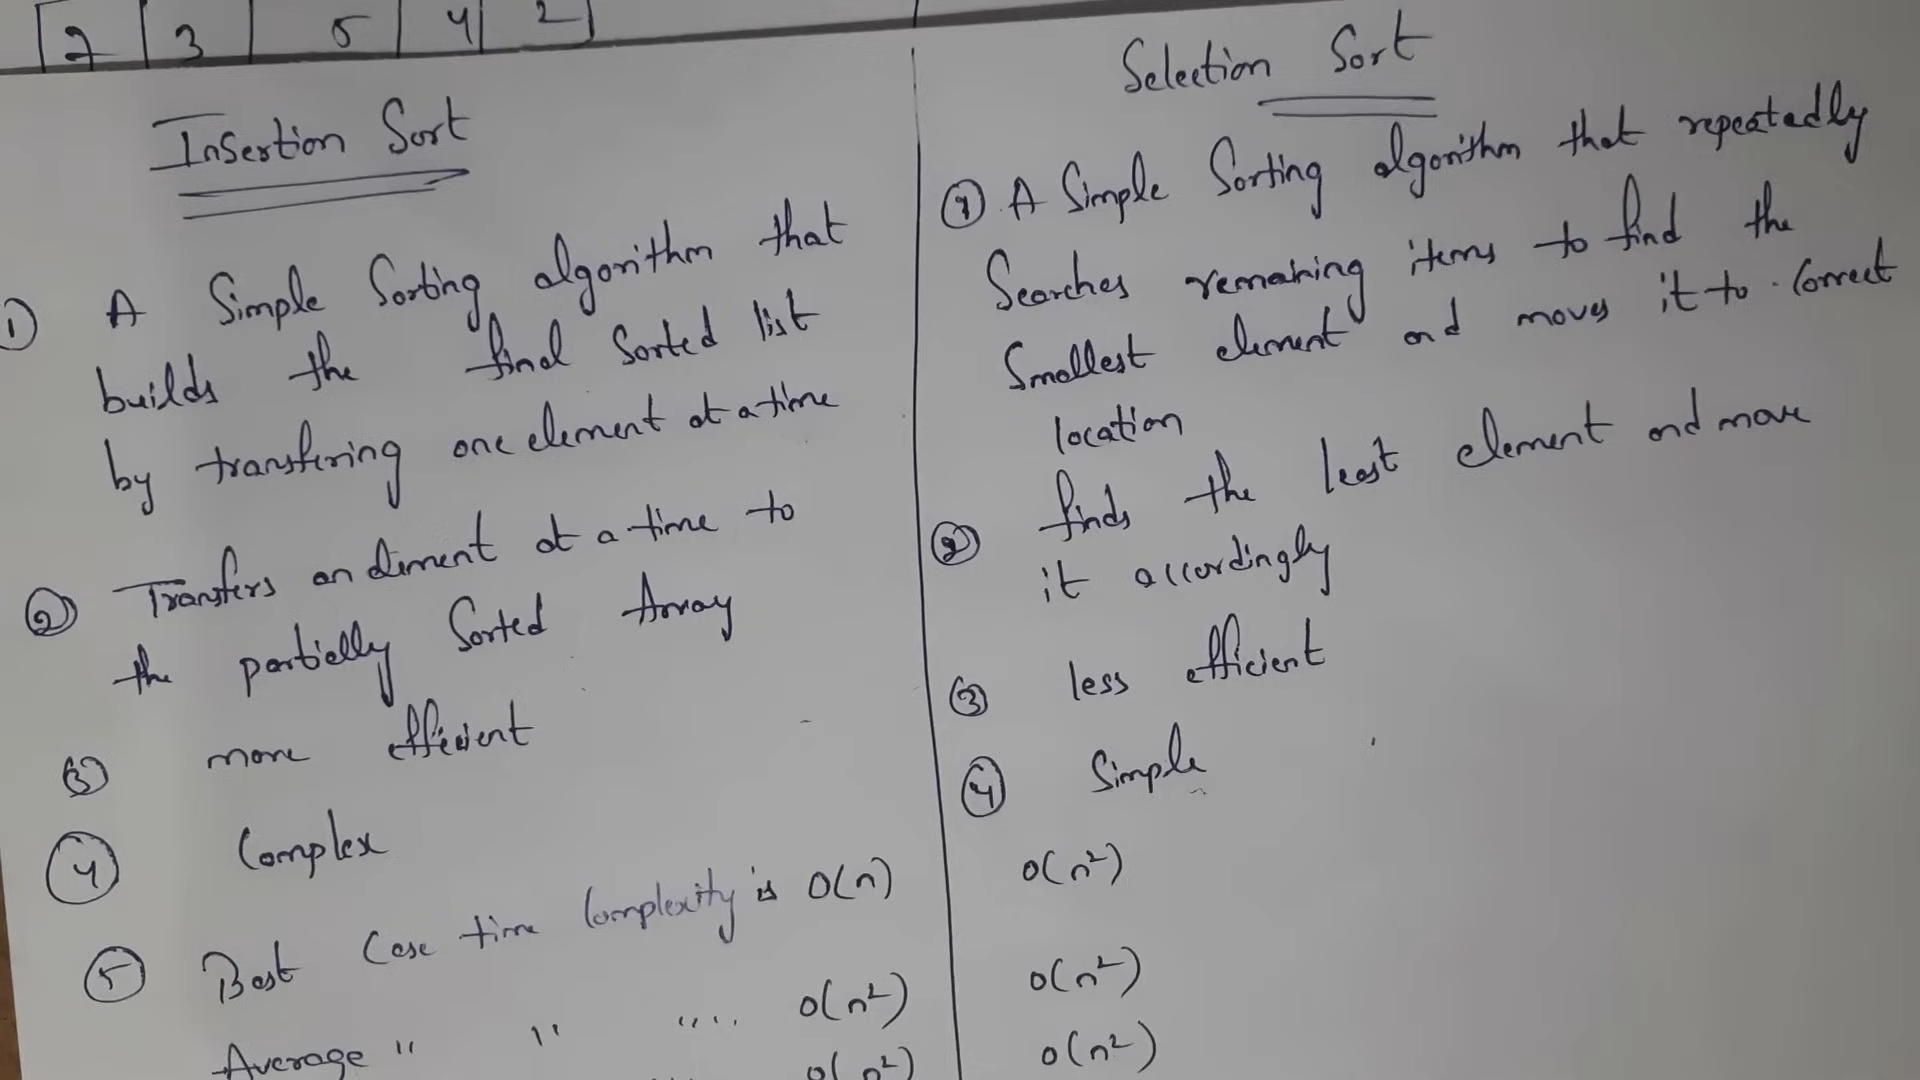 7 3 5 4 2
Insertion Sort
① A Simple Sorting algorithm that
builds the final Sorted list
by transfering one element at a time
② Transfers an element at a time to
the partially Sorted Array
③ more efficient
④ Complex
⑤ Best Case time Complexity is O(n)
Average " " " " O(n²)
O(n²)
Selection Sort
① A Simple Sorting algorithm that repeatedly
Searches remaining items to find the
Smallest element and moves it to correct
location
② finds the least element and move
it accordingly
③ less efficient
④ Simple
O(n²)
O(n²)
O(n²)